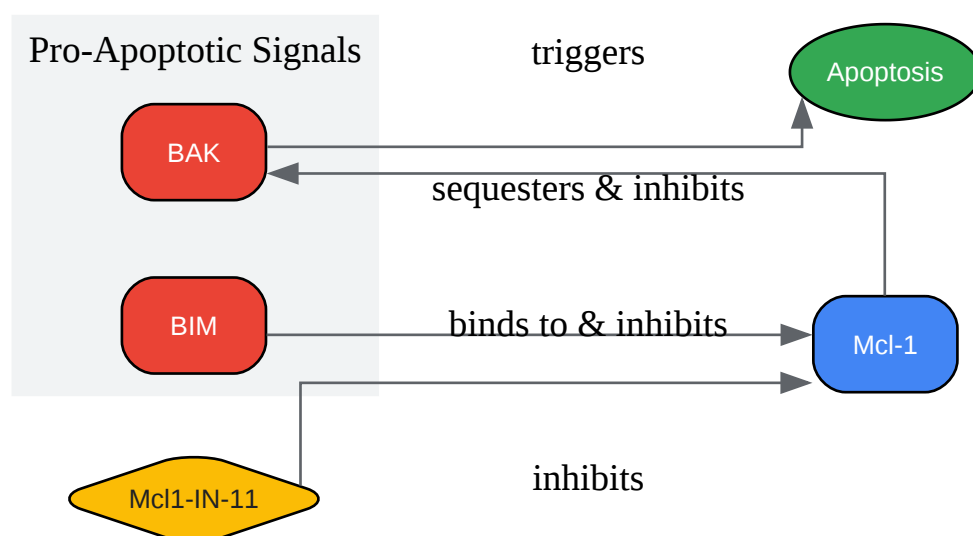 Pro-Apoptotic Signals
triggers
Apoptosis
BAK
sequesters & inhibits
BIM
binds to & inhibits
Mcl-1
inhibits
Mcl1-IN-11